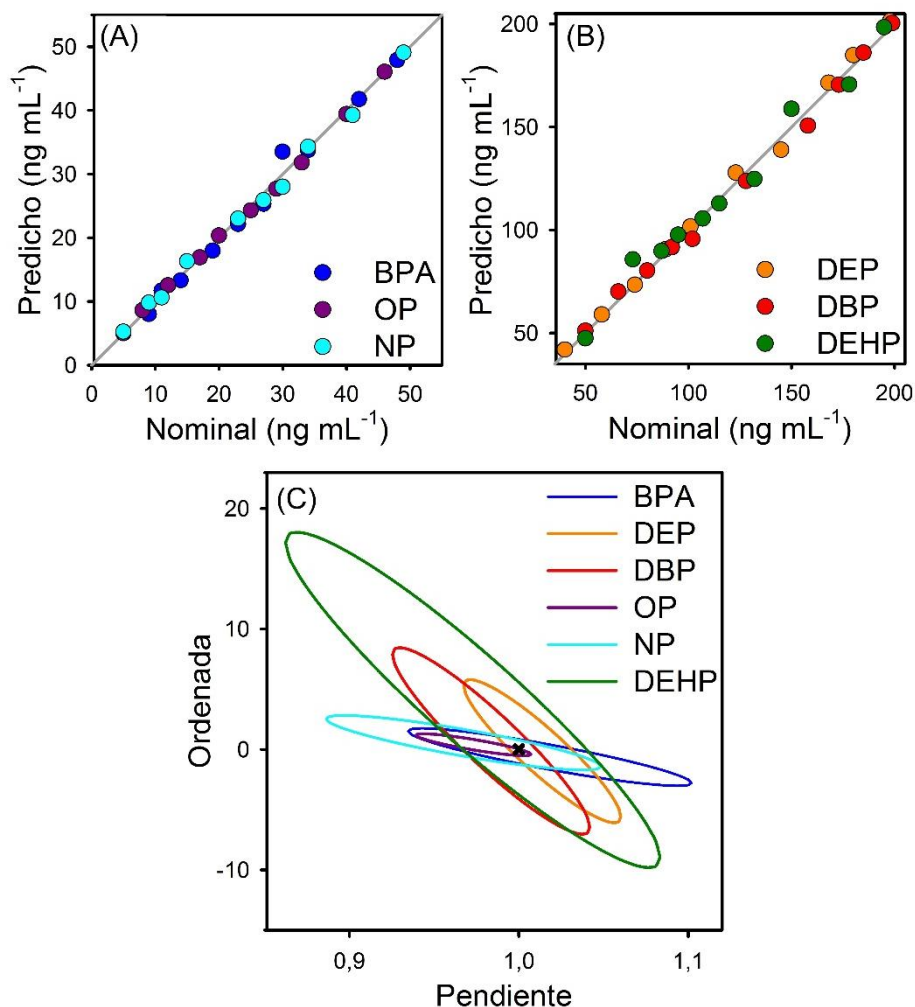 (A)
Predicho (ng mL⁻¹)
50
40
30
20
10
0
BPA
OP
NP
0 10 20 30 40 50
Nominal (ng mL⁻¹)
(B)
Predicho (ng mL⁻¹)
200
150
100
50
DEP
DBP
DEHP
50 100 150 200
Nominal (ng mL⁻¹)
(C)
Ordenada
20
10
0
-10
BPA
DEP
DBP
OP
NP
DEHP
0,9 1,0 1,1
Pendiente